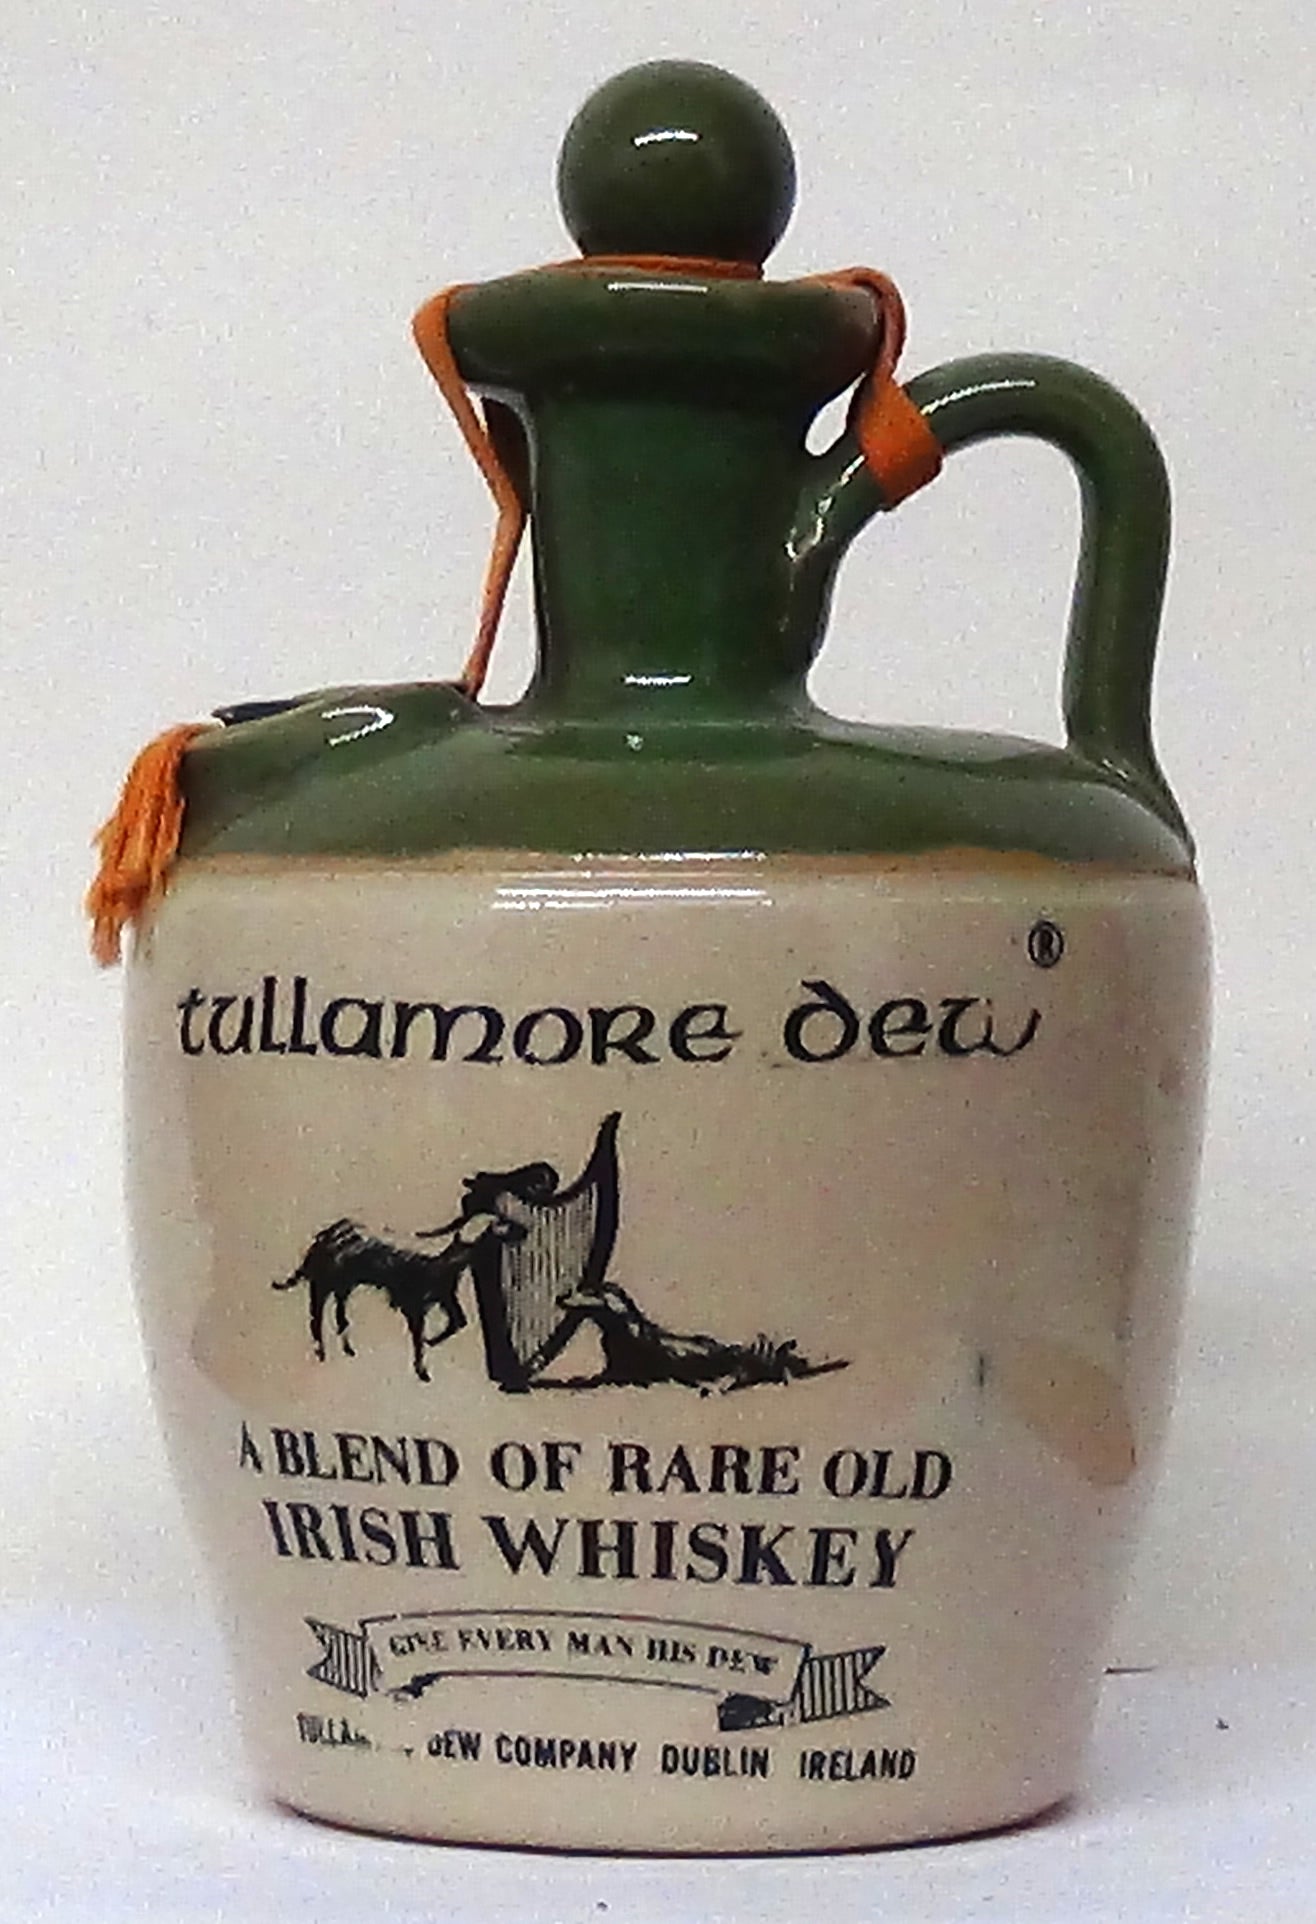 tullamore dew ®
A BLEND OF RARE OLD
IRISH WHISKEY
GIVE EVERY MAN HIS DEW
DEW COMPANY DUBLIN IRELAND